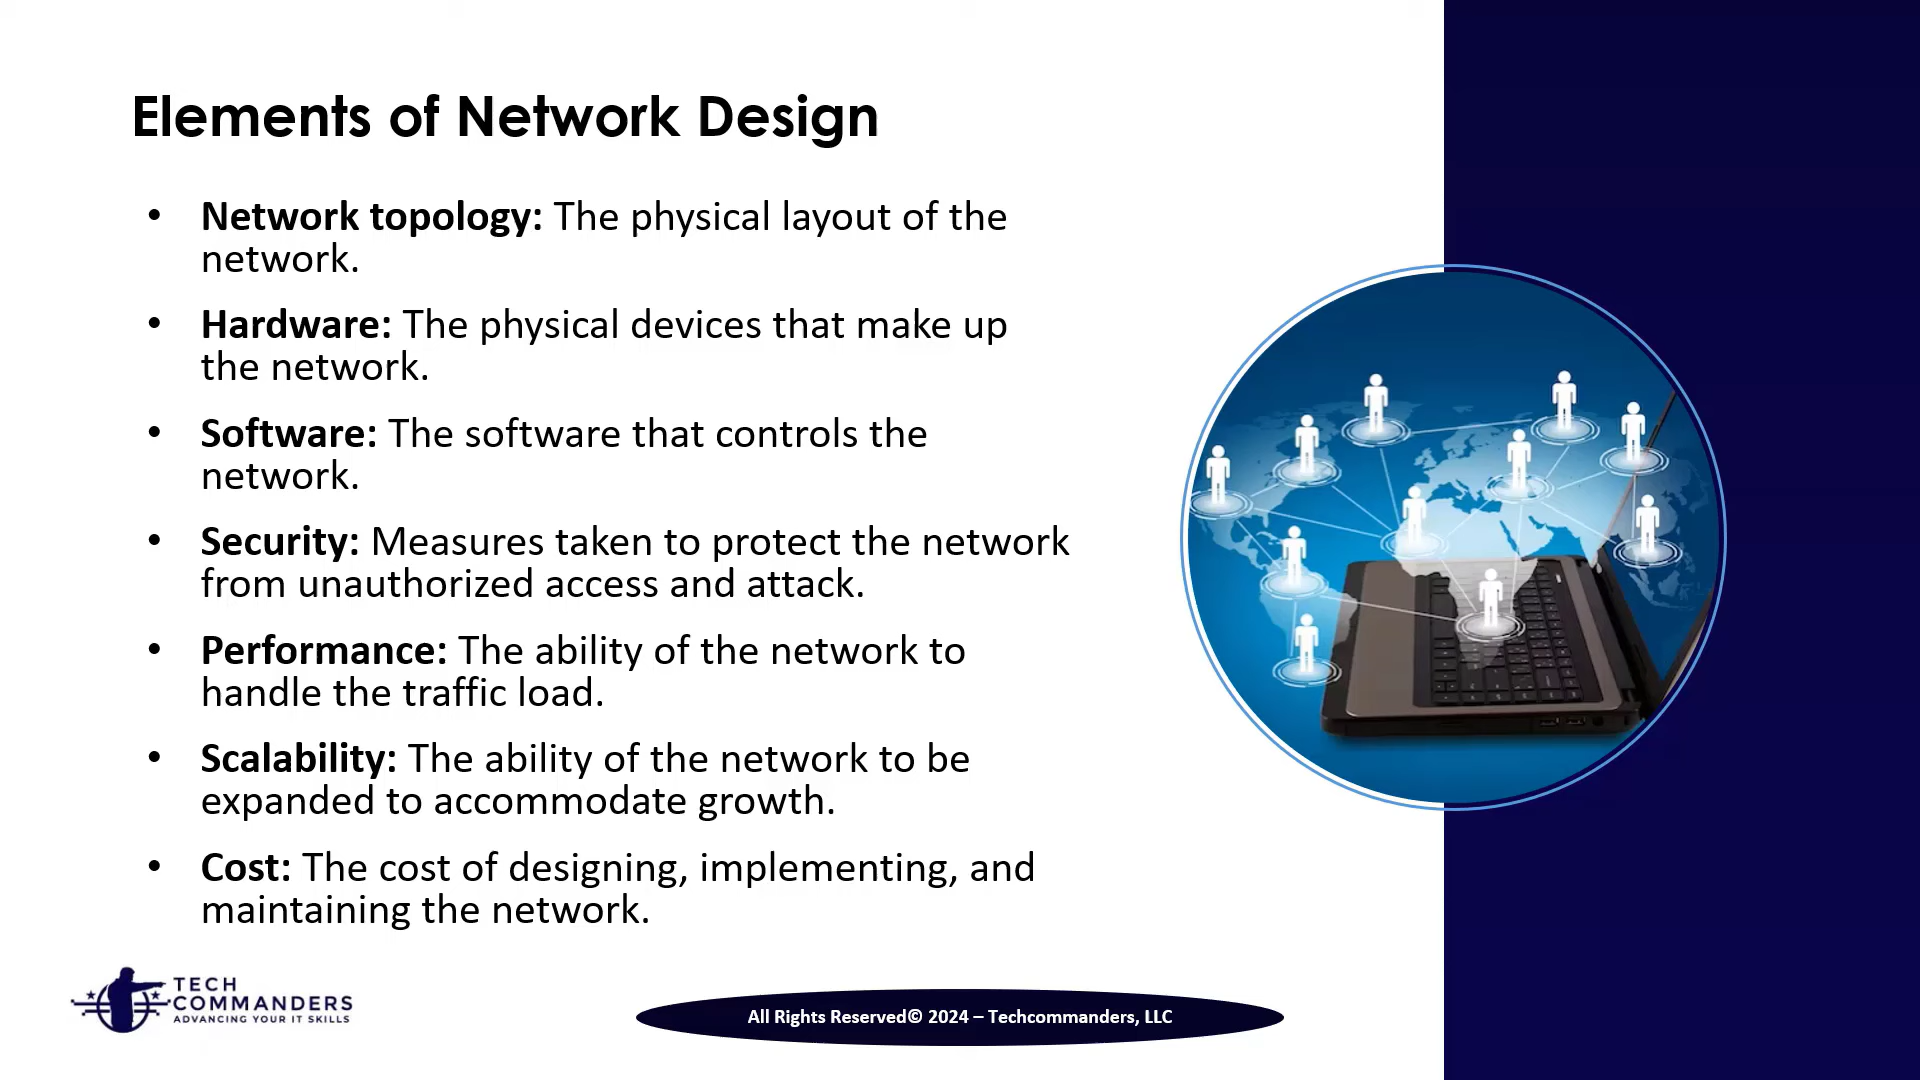 Elements of Network Design
• Network topology: The physical layout of the
network.
• Hardware: The physical devices that make up
the network.
• Software: The software that controls the
network.
• Security: Measures taken to protect the network
from unauthorized access and attack.
• Performance: The ability of the network to
handle the traffic load.
• Scalability: The ability of the network to be
expanded to accommodate growth.
• Cost: The cost of designing, implementing, and
maintaining the network.
TECH
COMMANDERS
ADVANCING YOUR IT SKILLS
All Rights Reserved© 2024 – Techcommanders, LLC